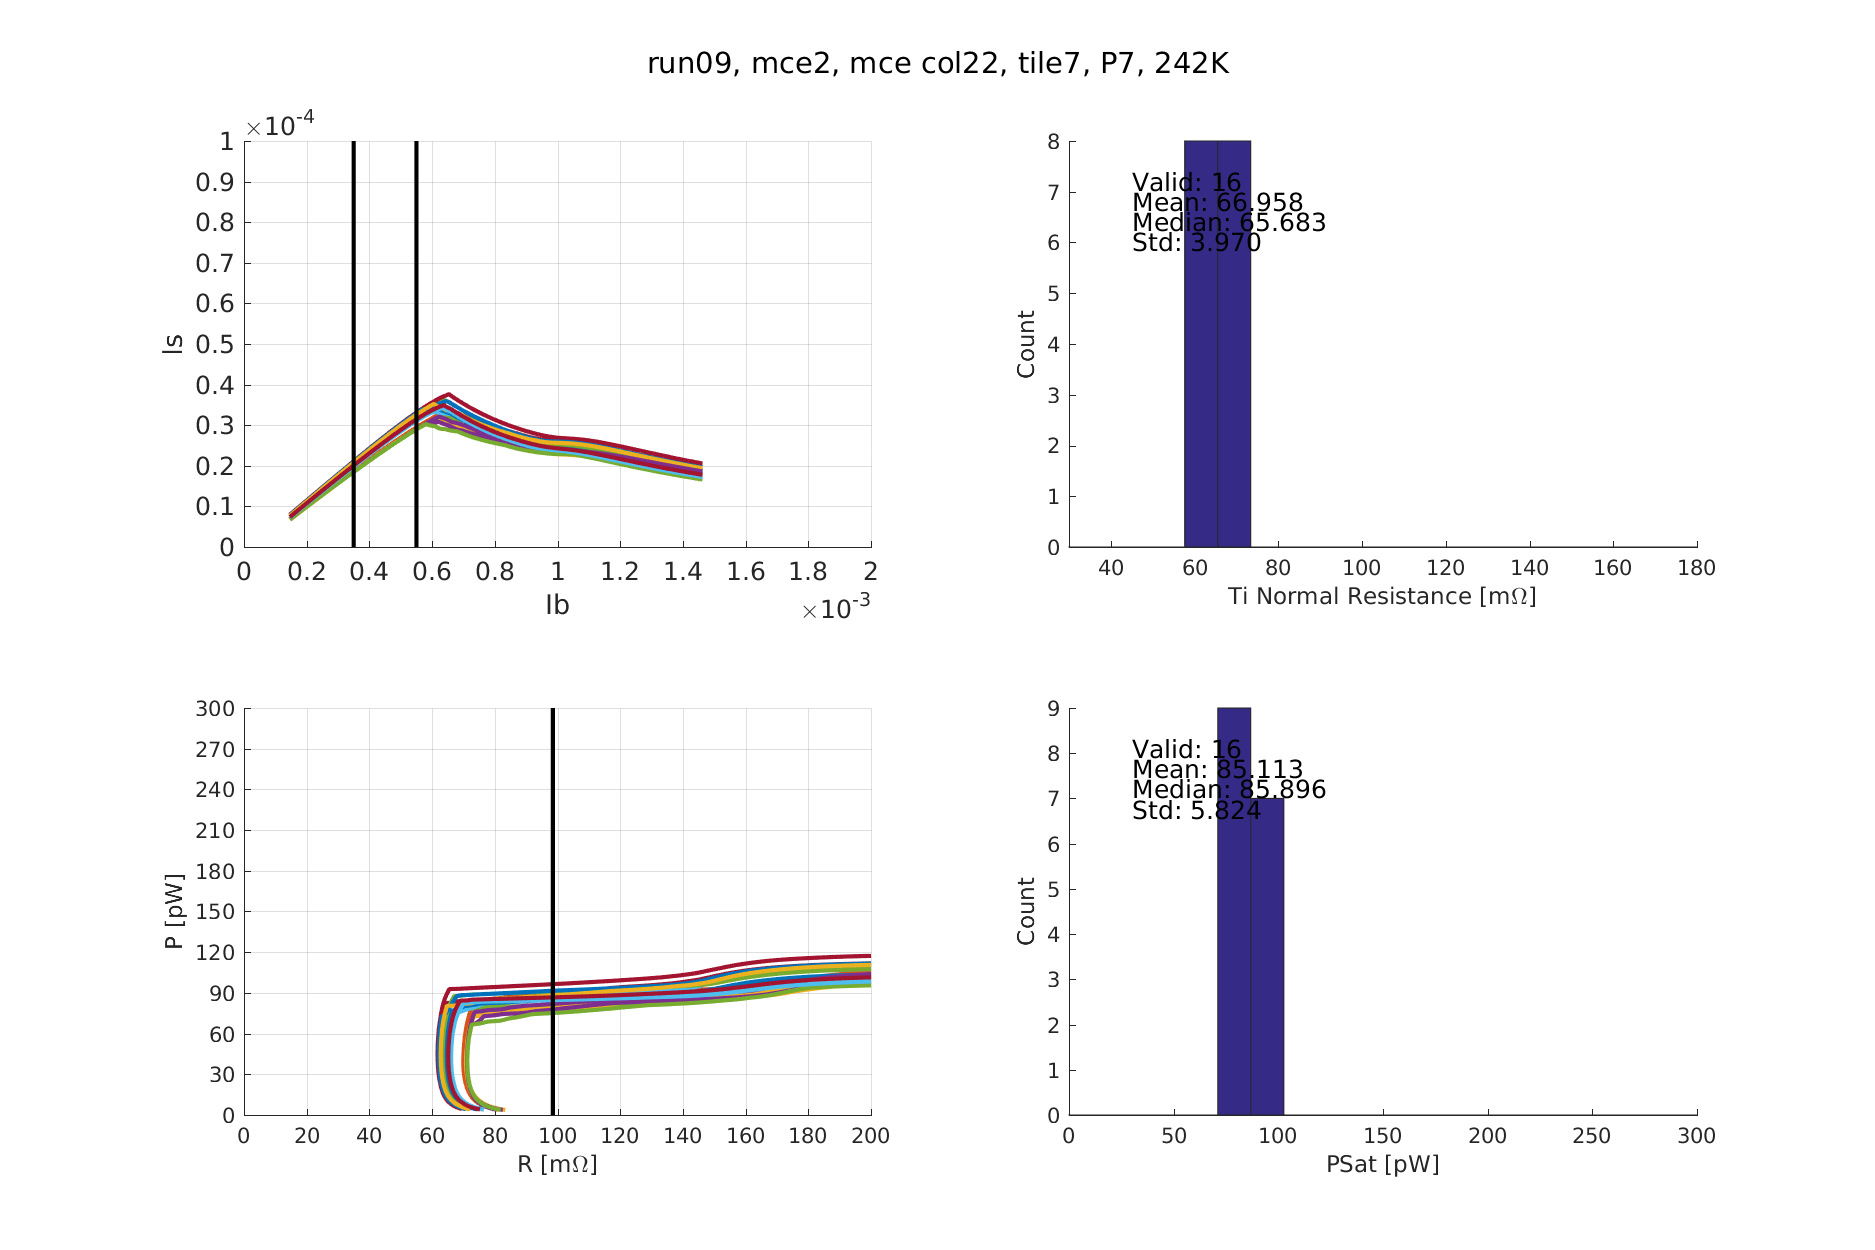 run09, mce2, mce col22, tile7, P7, 242K
×10-4
1
0.9
0.8
0.7
0.6
0.5
0.4
0.3
0.2
0.1
0
Is
0 0.2 0.4 0.6 0.8 1 1.2 1.4 1.6 1.8 2
Ib
×10-3
8
7
6
5
4
3
2
1
0
Count
Valid: 16
Mean: 66.958
Median: 65.683
Std: 3.970
40 60 80 100 120 140 160 180
Ti Normal Resistance [mΩ]
300
270
240
210
180
150
120
90
60
30
0
P [pW]
0 20 40 60 80 100 120 140 160 180 200
R [mΩ]
9
8
7
6
5
4
3
2
1
0
Count
Valid: 16
Mean: 85.113
Median: 85.896
Std: 5.824
0 50 100 150 200 250 300
PSat [pW]